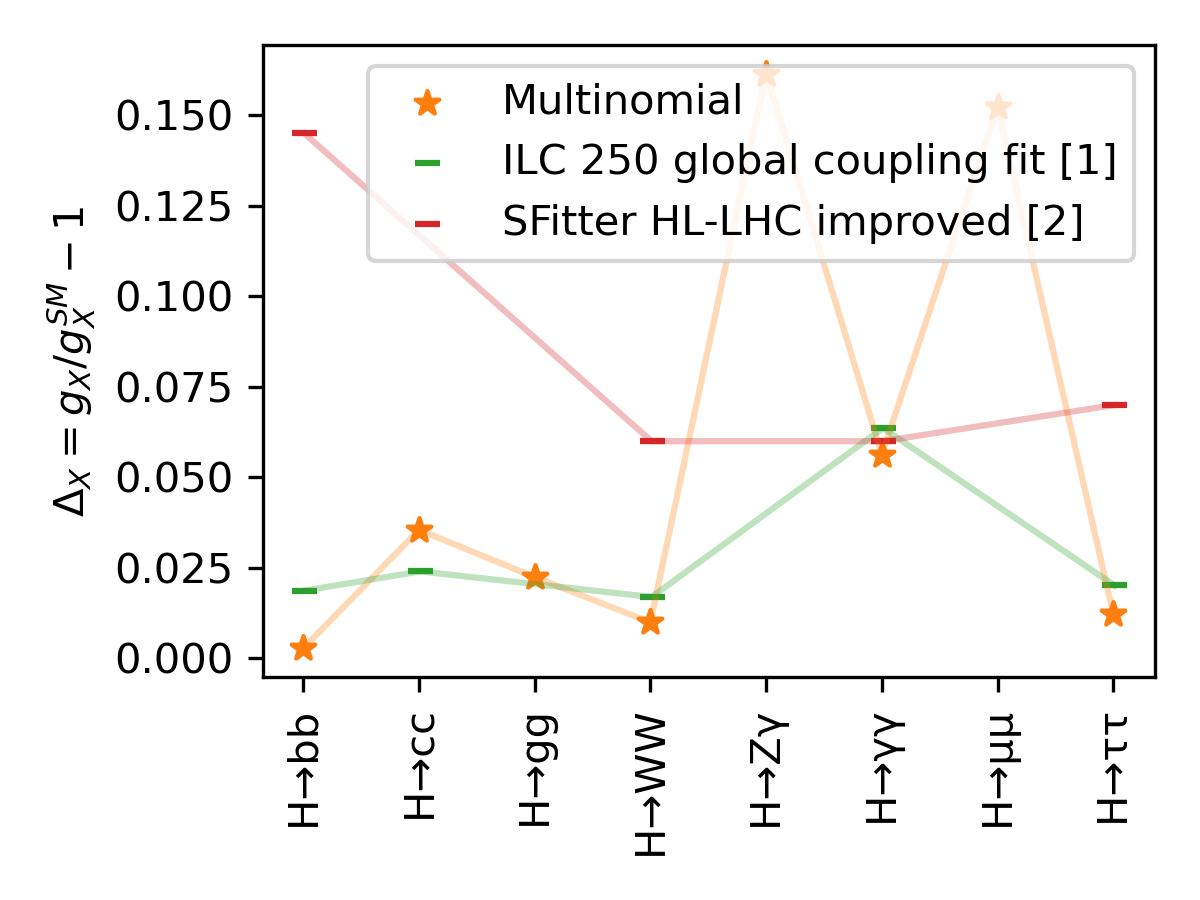 Multinomial
ILC 250 global coupling fit [1]
SFitter HL-LHC improved [2]
0.150
0.125
0.100
0.075
0.050
0.025
0.000
Δ_X = g_X/g_X^{SM} − 1
H→bb
H→cc
H→gg
H→WW
H→Zγ
H→γγ
H→μμ
H→ττ